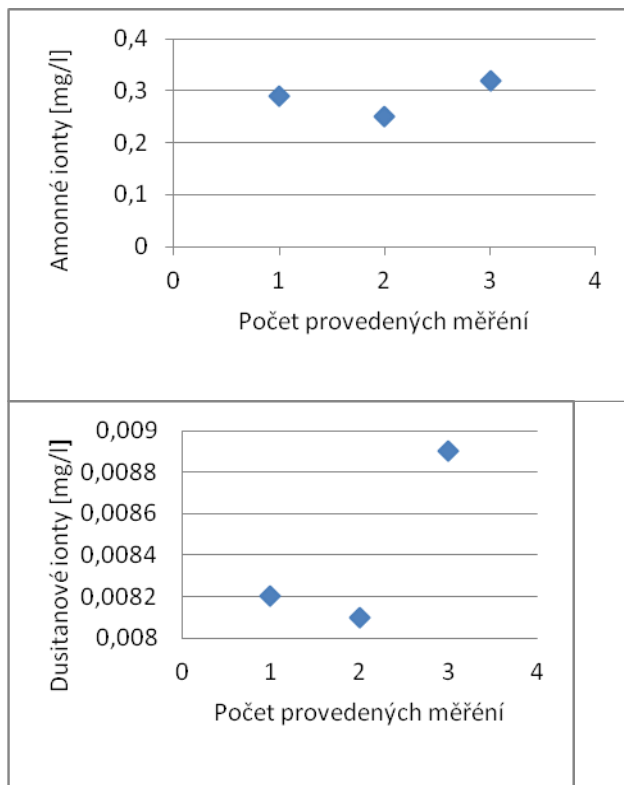 Amonné ionty [mg/l]
0,4
0,3
0,2
0,1
0
0 1 2 3 4
Počet provedených měření
Dusitanové ionty [mg/l]
0,009
0,0088
0,0086
0,0084
0,0082
0,008
0 1 2 3 4
Počet provedených měření